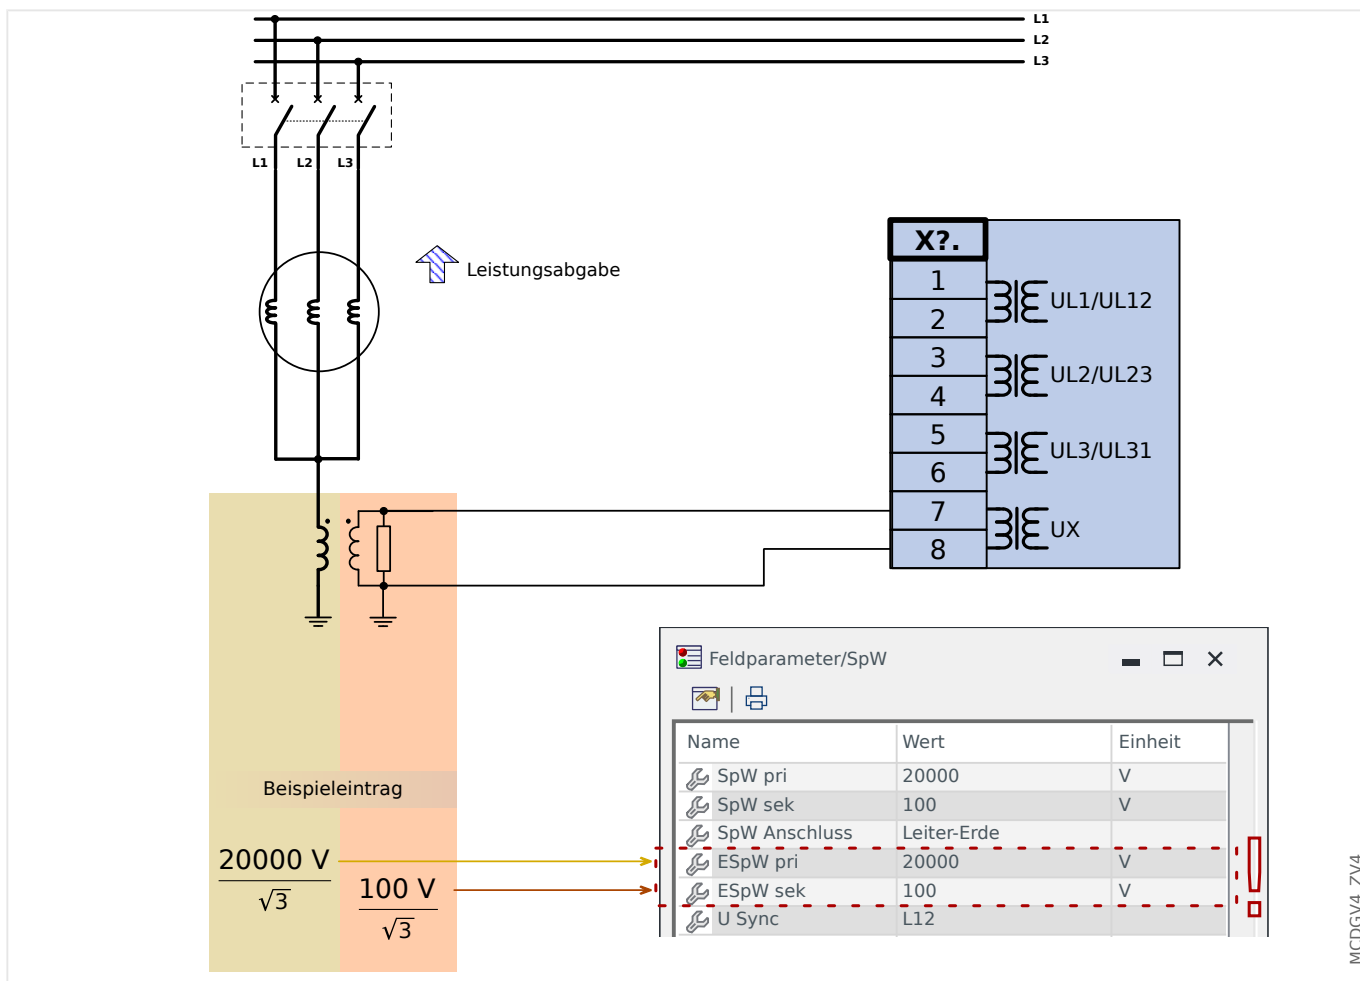 L1
L2
L3
L1 L2 L3
Leistungsabgabe
X?.
1
2
UL1/UL12
3
4
UL2/UL23
5
6
UL3/UL31
7
8
UX
Feldparameter/SpW
Name Wert Einheit
SpW pri 20000 V
SpW sek 100 V
SpW Anschluss Leiter-Erde
ESpW pri 20000 V
ESpW sek 100 V
U Sync L12
Beispieleintrag
20000 V
√3
100 V
√3
MCDGV4_ZV4